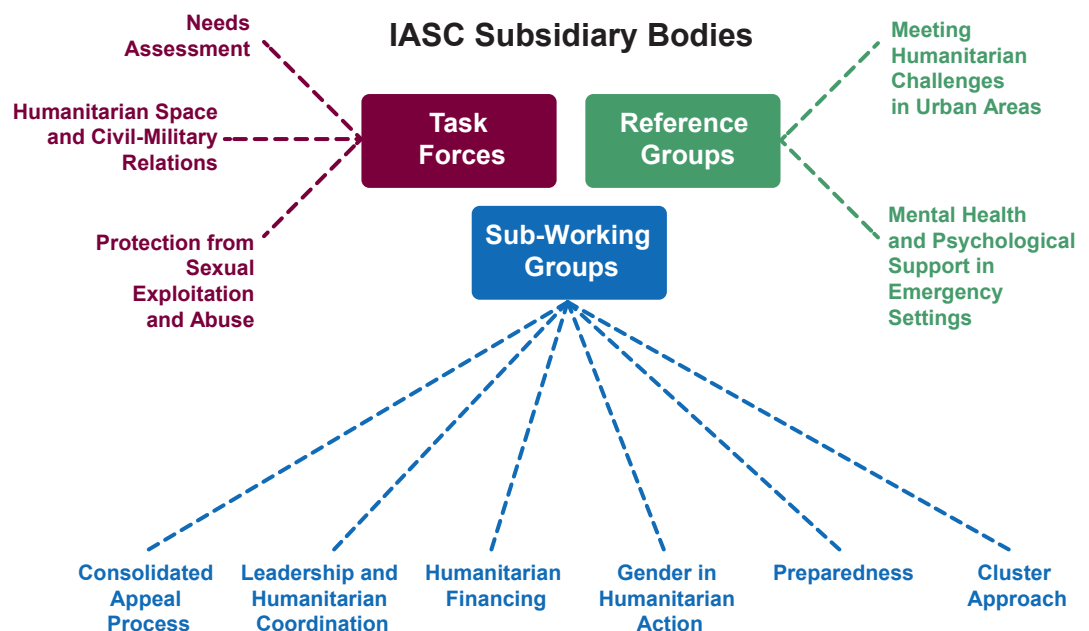 IASC Subsidiary Bodies
Needs
Assessment
Humanitarian Space
and Civil-Military
Relations
Protection from
Sexual
Exploitation
and Abuse
Task
Forces
Reference
Groups
Meeting
Humanitarian
Challenges
in Urban Areas
Mental Health
and Psychological
Support in
Emergency
Settings
Sub-Working
Groups
Consolidated
Appeal
Process
Leadership and
Humanitarian
Coordination
Humanitarian
Financing
Gender in
Humanitarian
Action
Preparedness
Cluster
Approach